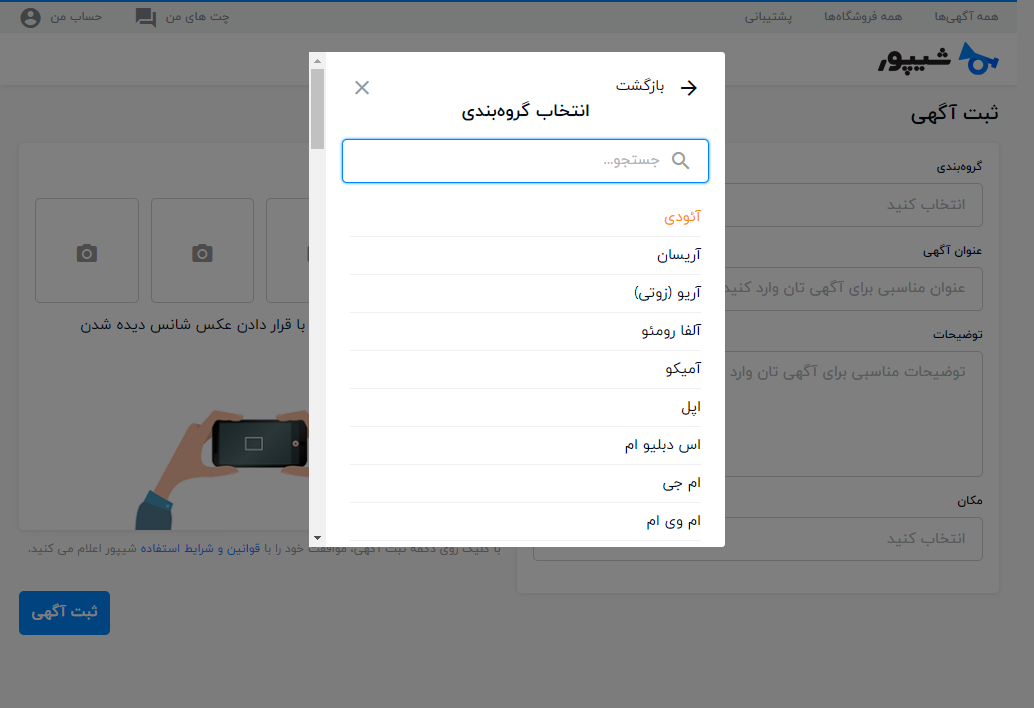 همه آگهی‌ها
همه فروشگاه‌ها
پشتیبانی
چت های من
حساب من
شیپور
ثبت آگهی
گروه‌بندی
انتخاب کنید
عنوان آگهی
عنوان مناسبی برای آگهی تان وارد کنید
توضیحات
توضیحات مناسبی برای آگهی تان وارد
مکان
انتخاب کنید
بازگشت
انتخاب گروه‌بندی
جستجو...
آئودی
آریسان
آریو (زوتی)
آلفا رومئو
آمیکو
اپل
اس دبلیو ام
ام جی
ام وی ام
با قرار دادن عکس شانس دیده شدن
با کلیک روی دکمه ثبت آگهی، موافقت خود را با قوانین و شرایط استفاده شیپور اعلام می کنید.
ثبت آگهی